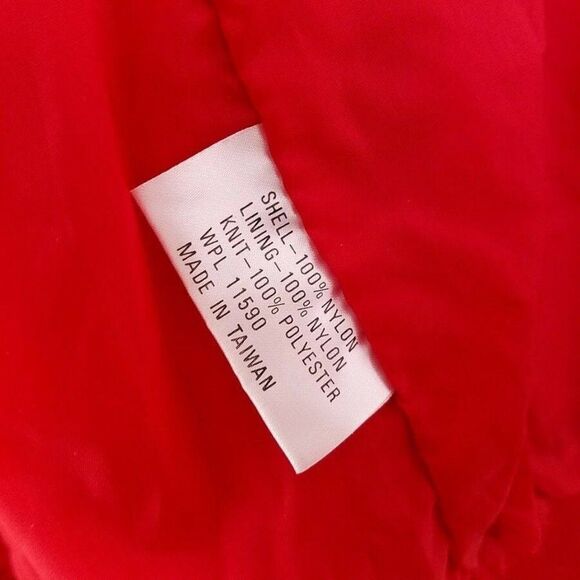 SHELL—100% NYLON
LINING—100% NYLON
KNIT—100% POLYESTER
WPL 11590
MADE IN TAIWAN